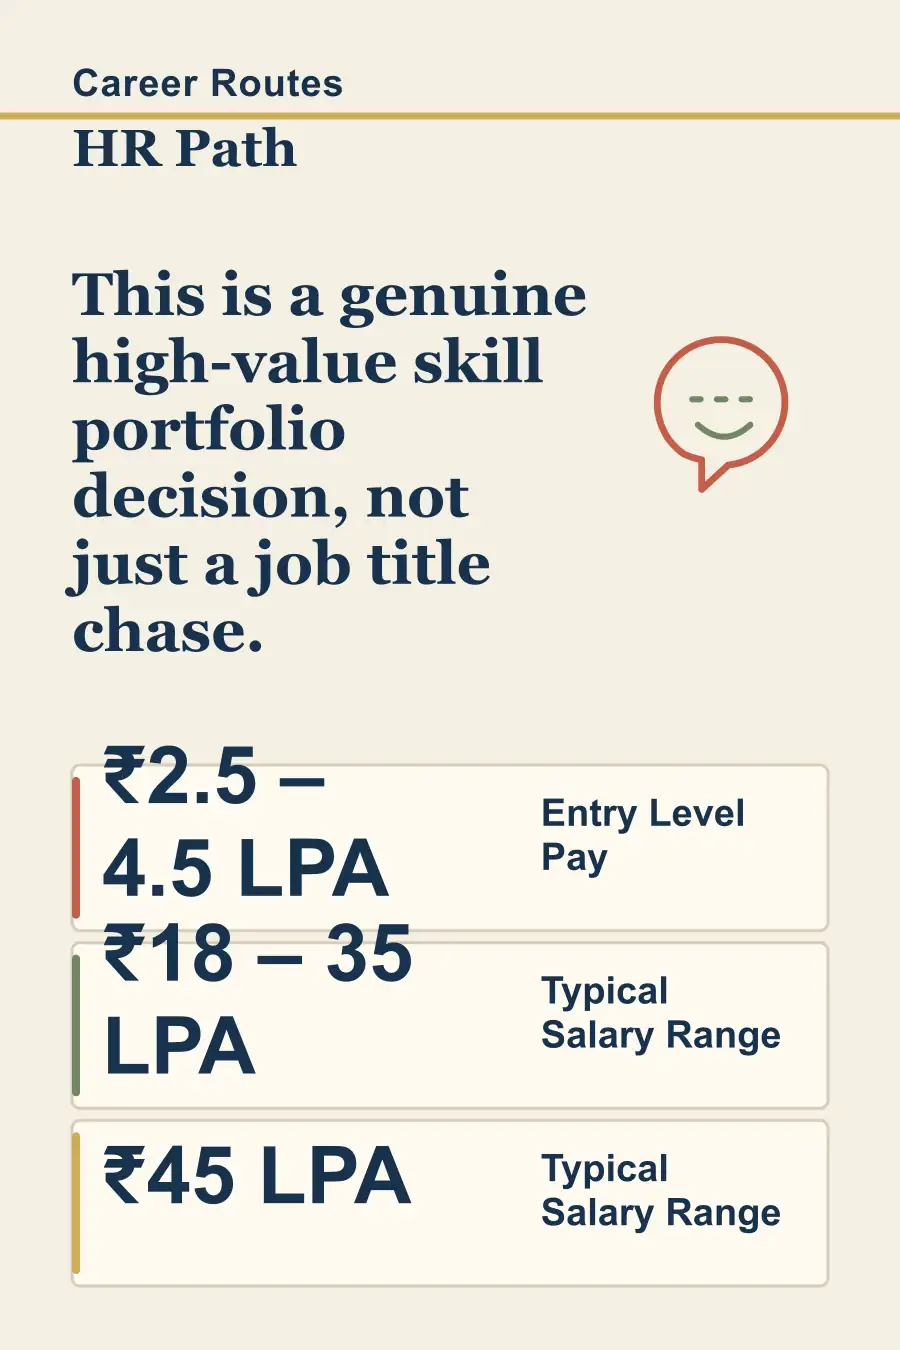 Career Routes
HR Path
This is a genuine
high-value skill
portfolio
decision, not
just a job title
chase.
₹2.5 –
4.5 LPA
Entry Level
Pay
₹18 – 35
LPA
Typical
Salary Range
₹45 LPA
Typical
Salary Range